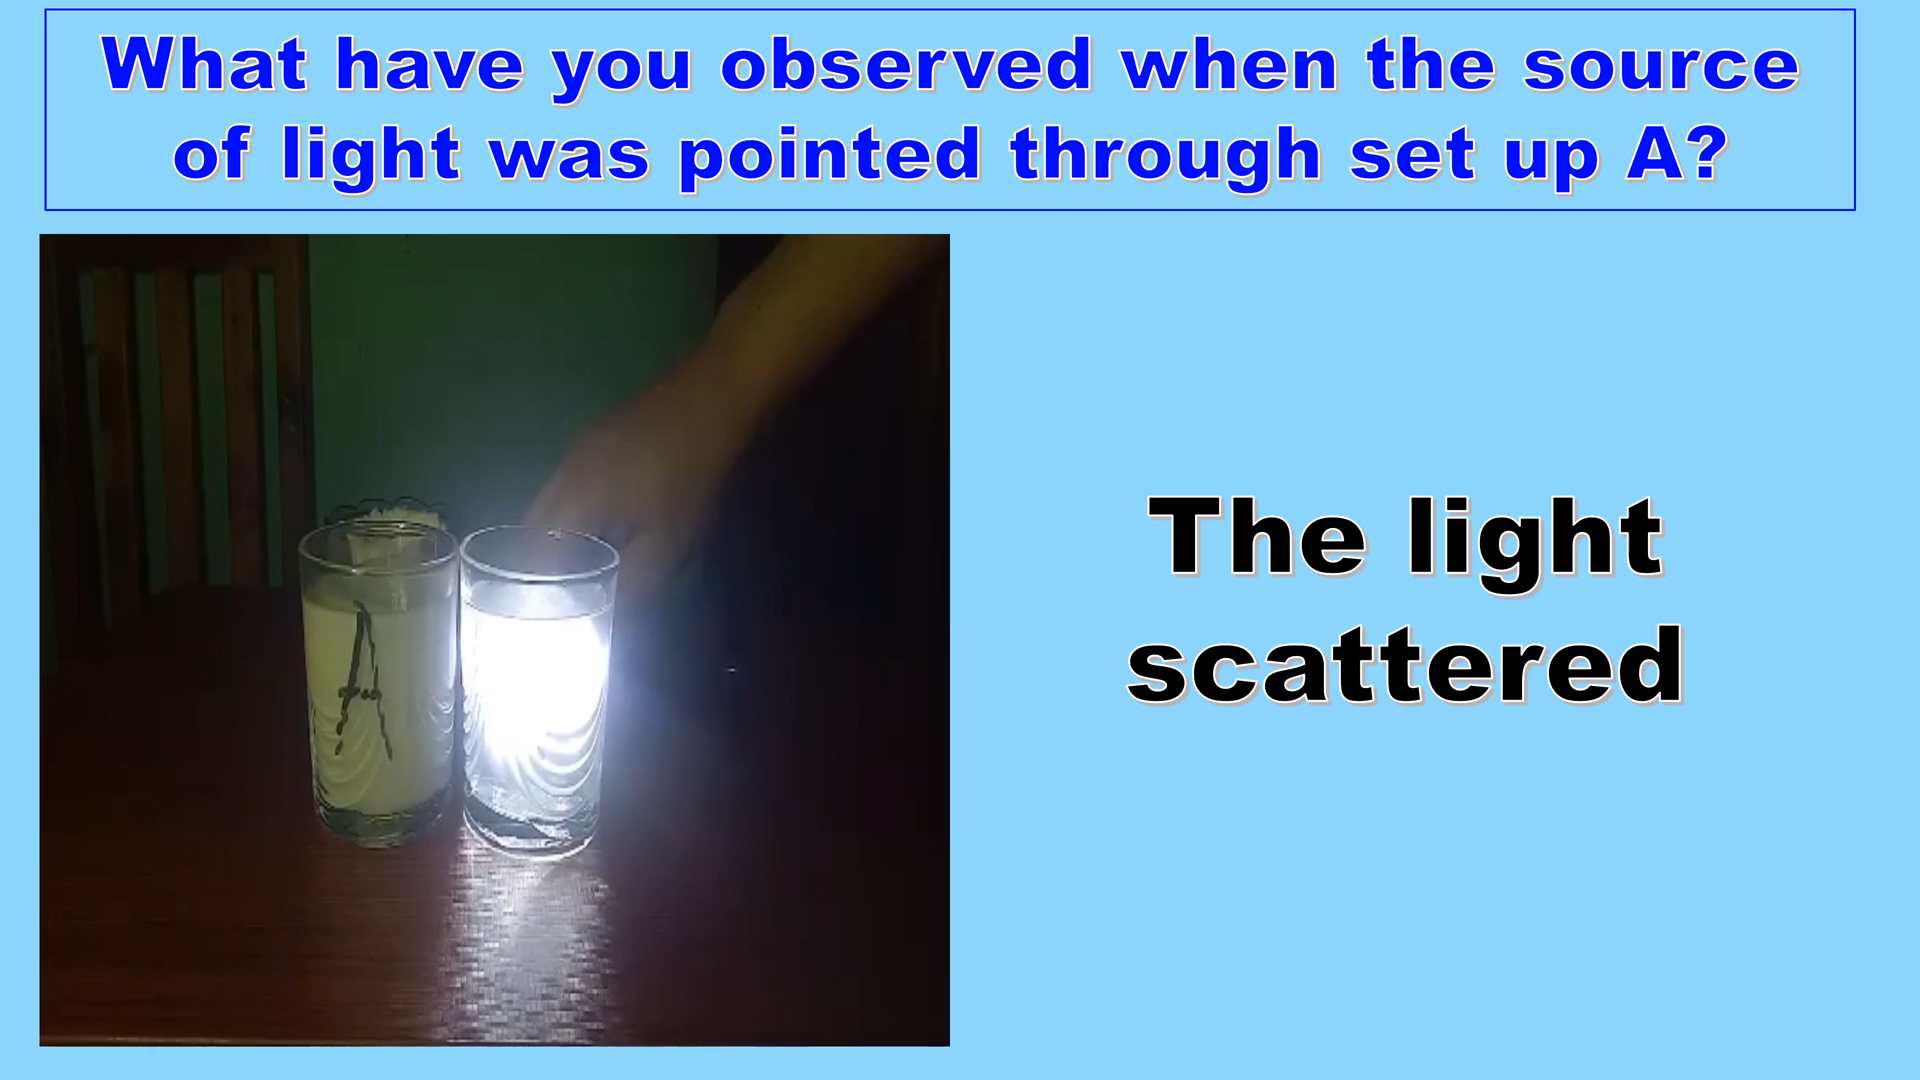 What have you observed when the source
of light was pointed through set up A?
A
The light
scattered